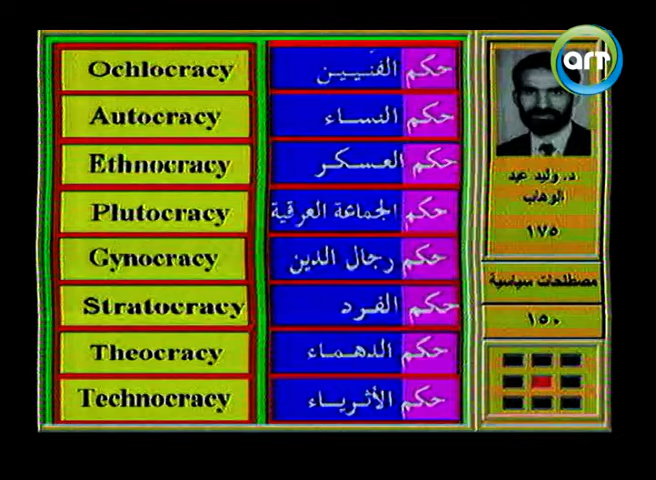 art
Ochlocracy حكم الفنيين
Autocracy حكم النساء
Ethnocracy حكم العسكر
Plutocracy حكم الجماعة العرقية
Gynocracy حكم رجال الدين
Stratocracy حكم الفرد
Theocracy حكم الدهماء
Technocracy حكم الأثرياء
د. وليد عبد
الوهاب
١٧٥
مصطلحات سياسية
١٥٠